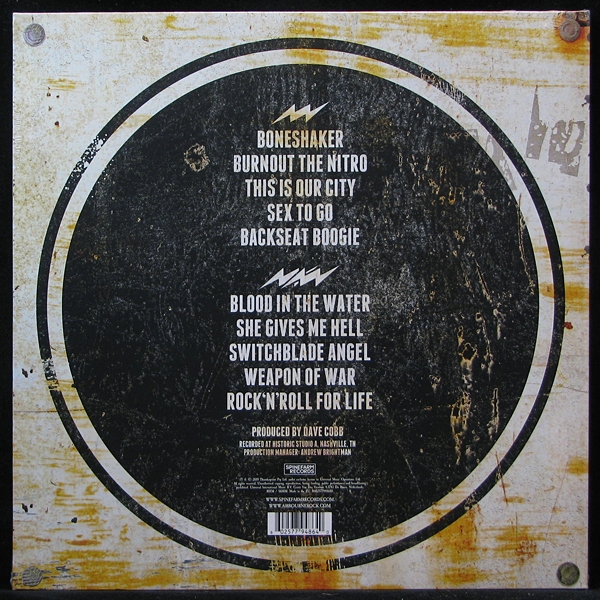 BONESHAKER
BURNOUT THE NITRO
THIS IS OUR CITY
SEX TO GO
BACKSEAT BOOGIE
BLOOD IN THE WATER
SHE GIVES ME HELL
SWITCHBLADE ANGEL
WEAPON OF WAR
ROCK'N'ROLL FOR LIFE
PRODUCED BY DAVE COBB
RECORDED AT HISTORIC STUDIO A, NASHVILLE, TN
PRODUCTION MANAGER: ANDREW BRIGHTMAN
SPINEFARM
RECORDS
WWW.SPINEFARMRECORDS.COM
WWW.AIRBOURNEROCK.COM
02577 94864